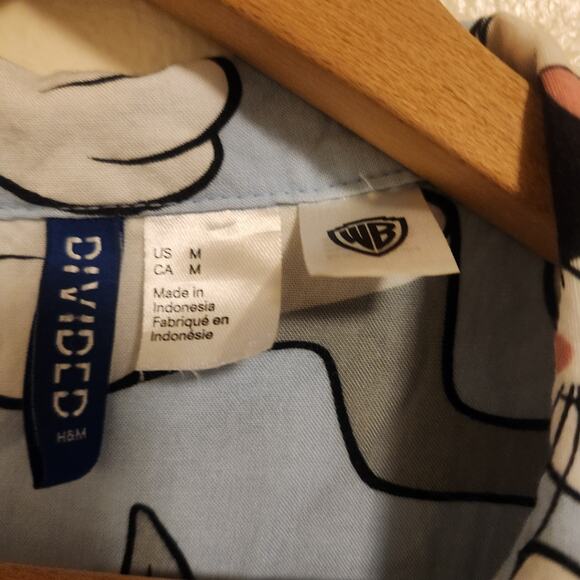 DIVIDED
H&M
US M
CA M
Made in
Indonesia
Fabriqué en
Indonésie
WB